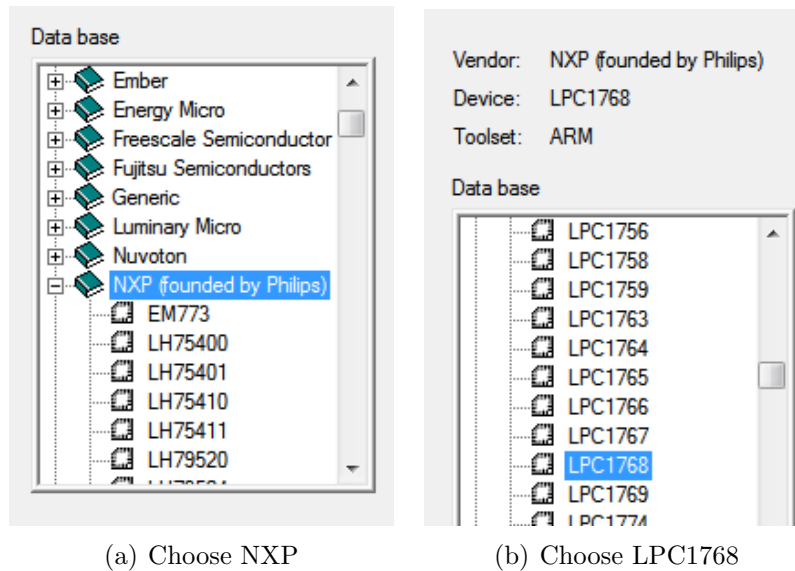 Data base
Ember
Energy Micro
Freescale Semiconductor
Fujitsu Semiconductors
Generic
Luminary Micro
Nuvoton
NXP (founded by Philips)
EM773
LH75400
LH75401
LH75410
LH75411
LH79520
(a) Choose NXP
Vendor: NXP (founded by Philips)
Device: LPC1768
Toolset: ARM
Data base
LPC1756
LPC1758
LPC1759
LPC1763
LPC1764
LPC1765
LPC1766
LPC1767
LPC1768
LPC1769
LPC1774
(b) Choose LPC1768